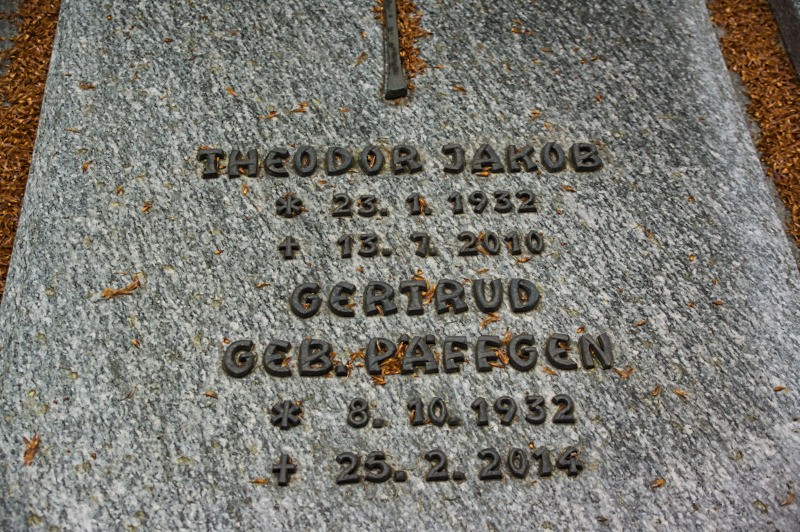 THEODOR JAKOB
* 23. 1. 1932
+ 13. 7. 2010
GERTRUD
GEB. PÄFFGEN
* 8. 10. 1932
+ 25. 2. 2014